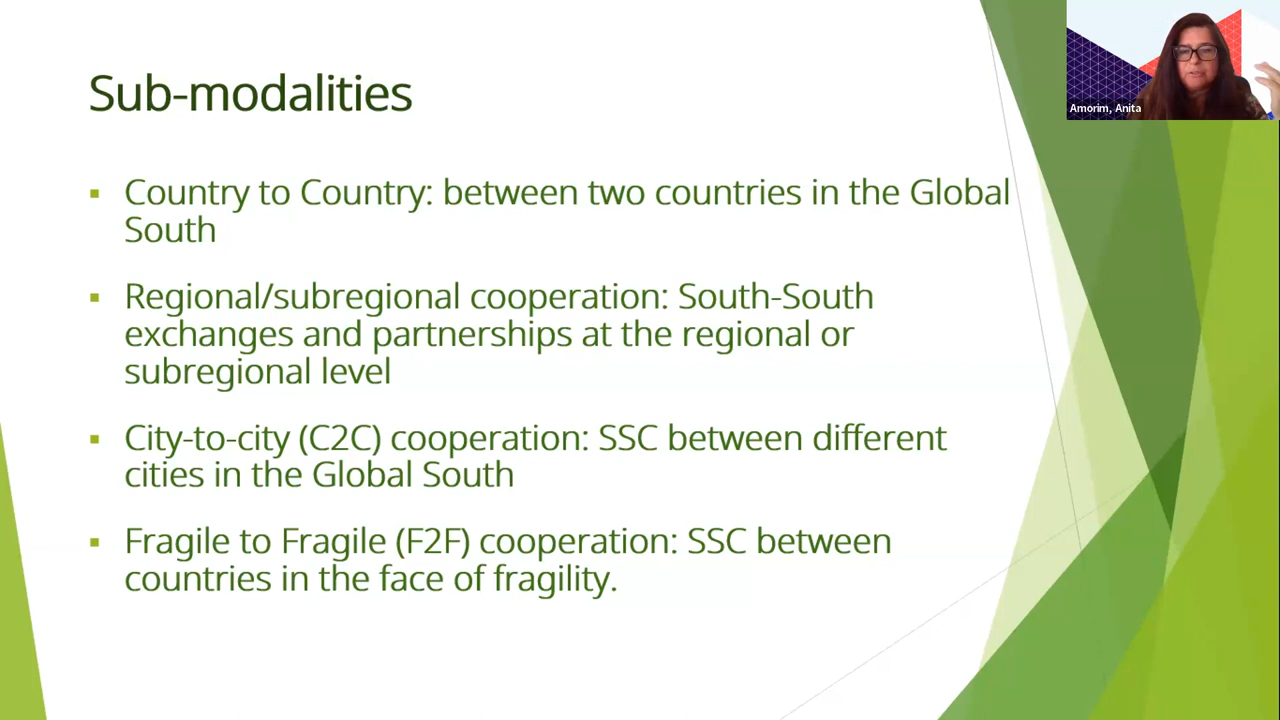 Sub-modalities
Amorim, Anita
▪ Country to Country: between two countries in the Global
South
▪ Regional/subregional cooperation: South-South
exchanges and partnerships at the regional or
subregional level
▪ City-to-city (C2C) cooperation: SSC between different
cities in the Global South
▪ Fragile to Fragile (F2F) cooperation: SSC between
countries in the face of fragility.